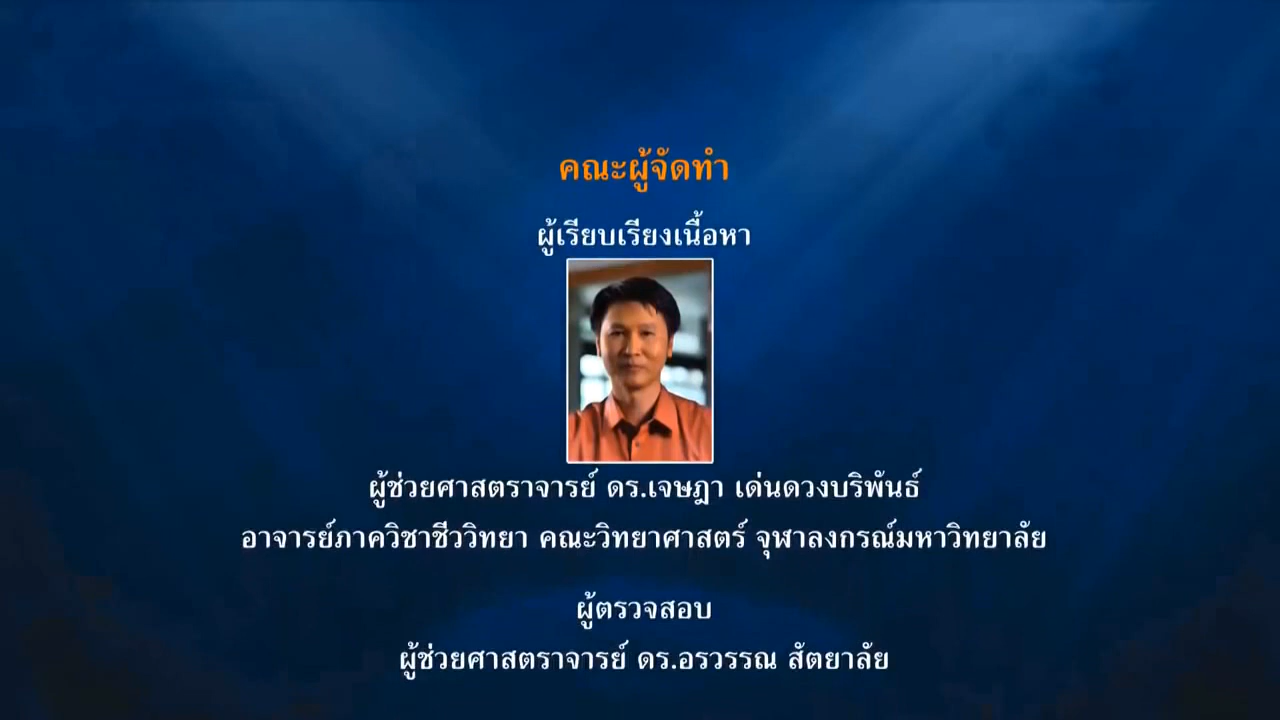 คณะผู้จัดทำ
ผู้เรียบเรียงเนื้อหา
ผู้ช่วยศาสตราจารย์ ดร.เจษฎา เด่นดวงบริพันธ์
อาจารย์ภาควิชาชีววิทยา คณะวิทยาศาสตร์ จุฬาลงกรณ์มหาวิทยาลัย
ผู้ตรวจสอบ
ผู้ช่วยศาสตราจารย์ ดร.อรวรรณ สัตยาลัย